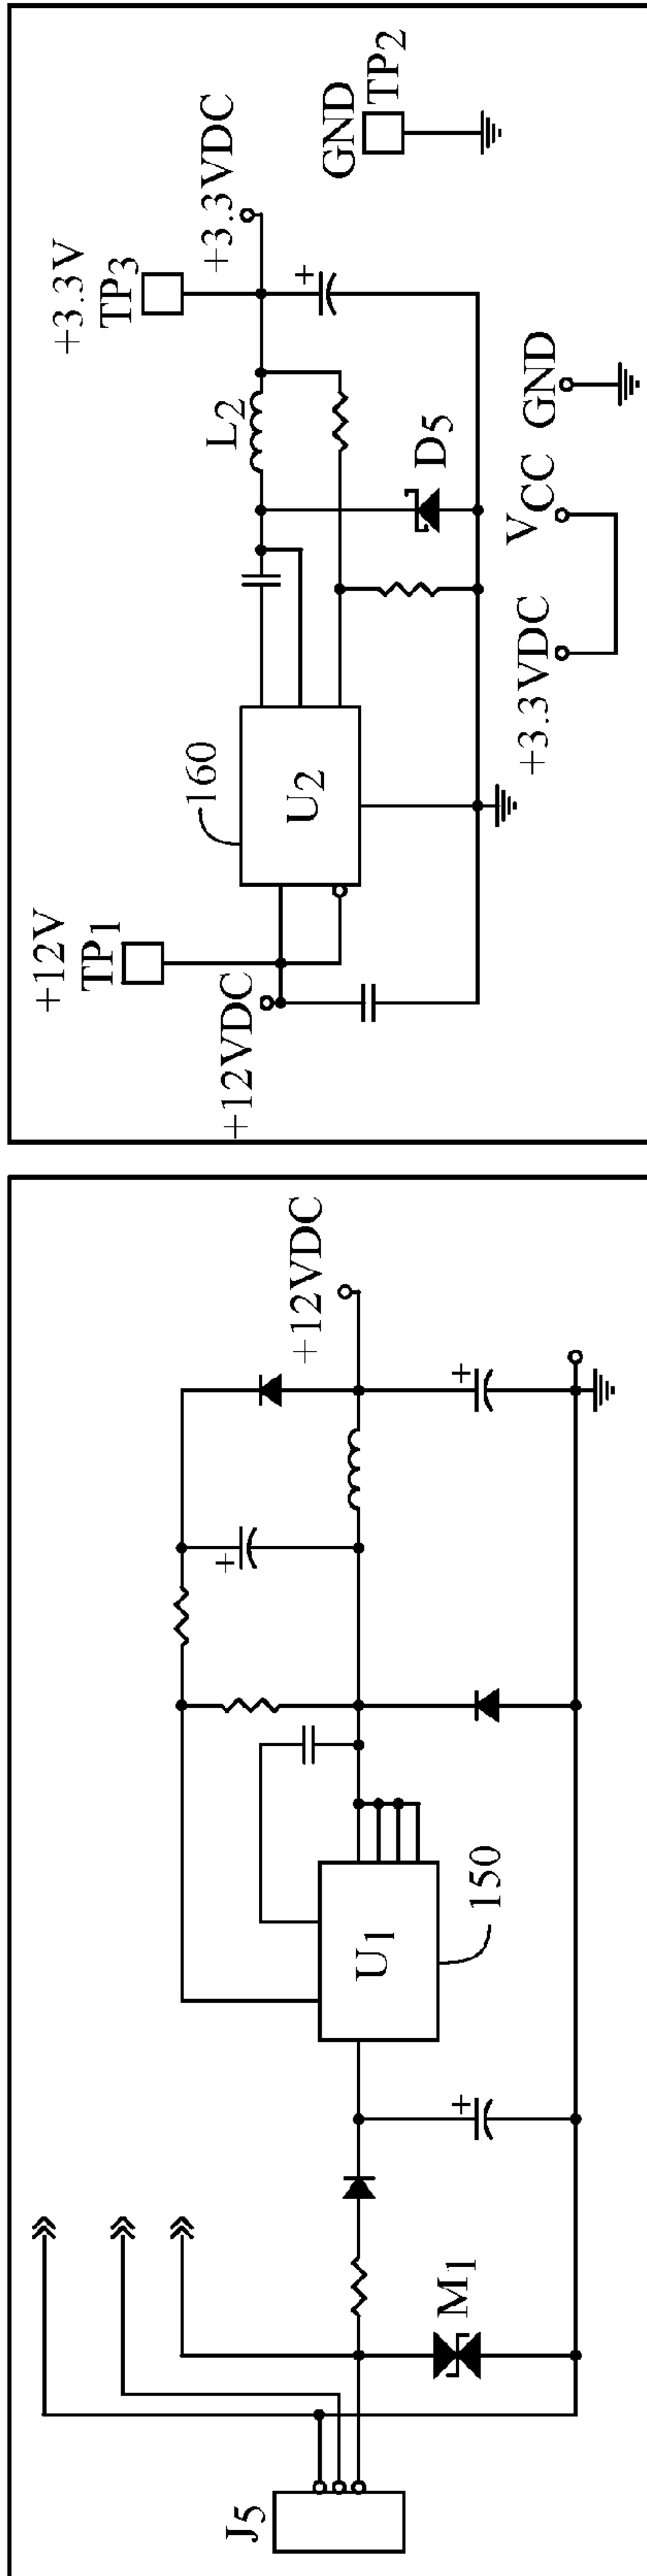 J5
M1
U1
150
+12VDC
+12V
TP1
+12VDC
160
U2
L2
D5
+3.3V
TP3
+3.3VDC
GND
TP2
+3.3VDC
VCC
GND
+
+
+
+